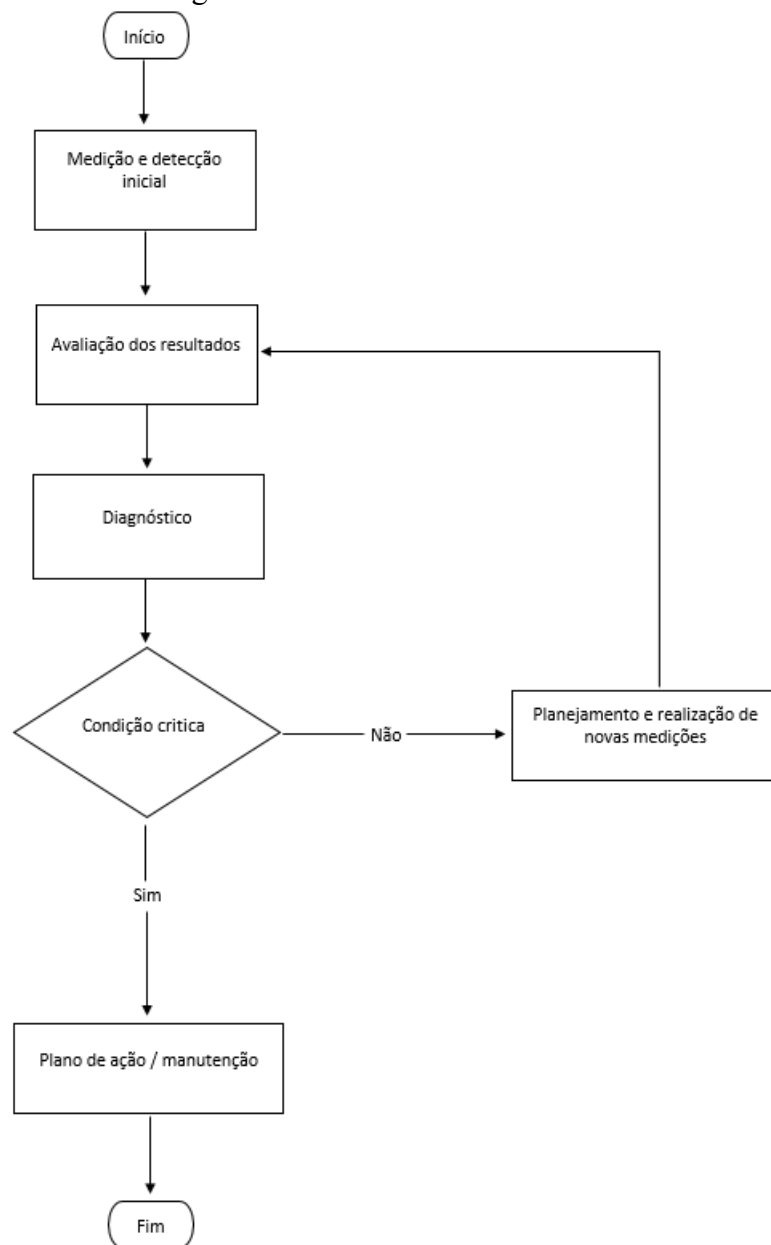 Início
Medição e detecção
inicial
Avaliação dos resultados
Diagnóstico
Condição critica
Não
Planejamento e realização de
novas medições
Sim
Plano de ação / manutenção
Fim